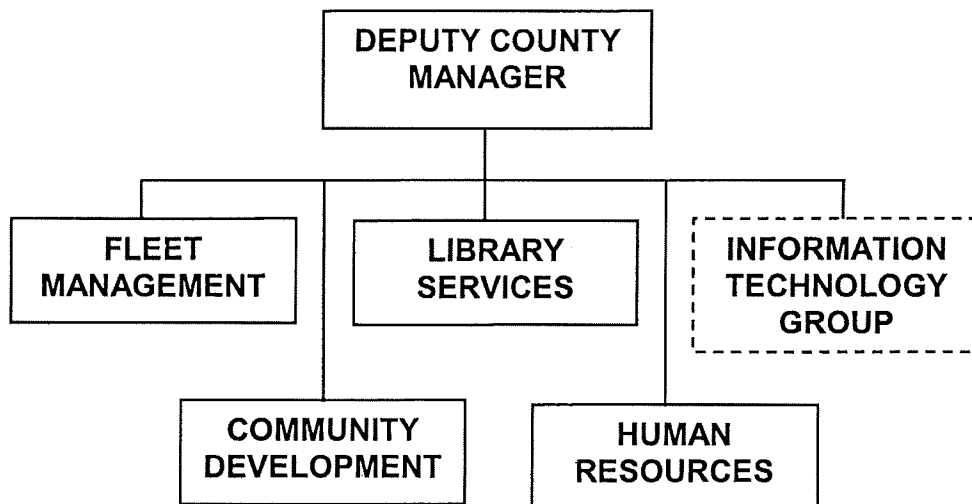 DEPUTY COUNTY
MANAGER
FLEET
MANAGEMENT
LIBRARY
SERVICES
INFORMATION
TECHNOLOGY
GROUP
COMMUNITY
DEVELOPMENT
HUMAN
RESOURCES